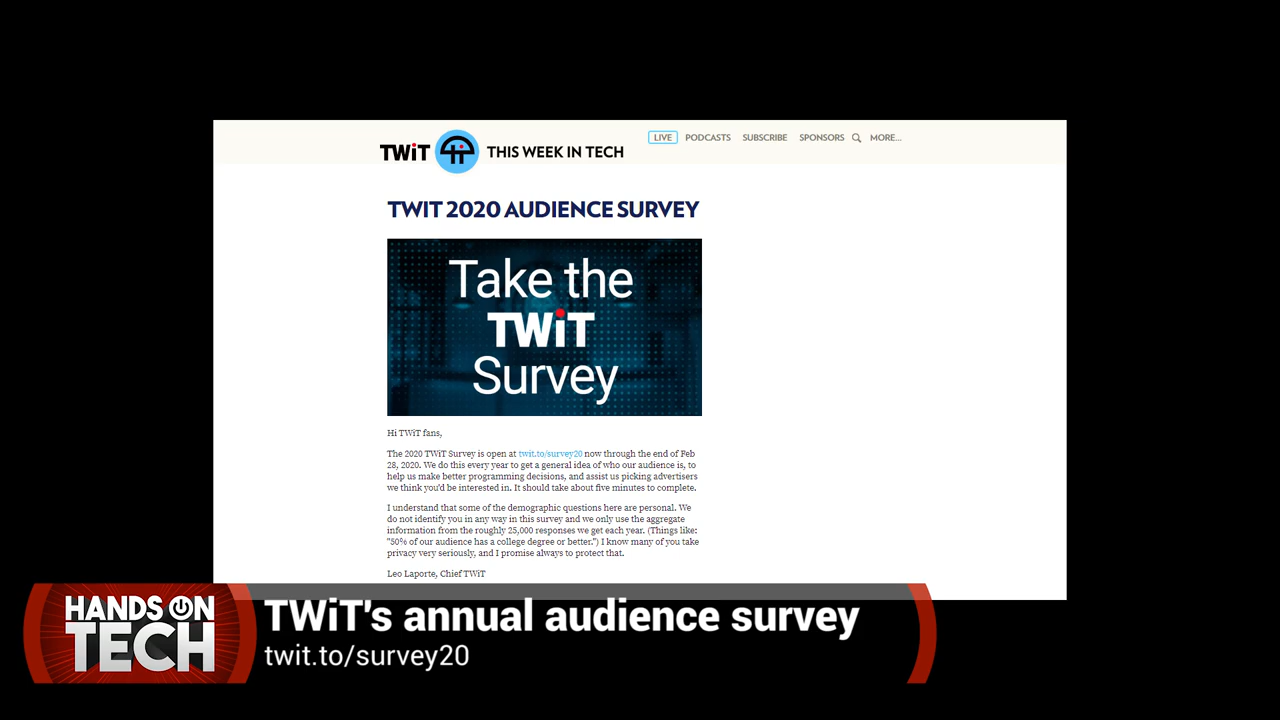 TWiT THIS WEEK IN TECH
LIVE PODCASTS SUBSCRIBE SPONSORS MORE...
TWIT 2020 AUDIENCE SURVEY
Take the
TWiT
Survey
Hi TWiT fans,
The 2020 TWiT Survey is open at twit.to/survey20 now through the end of Feb
28, 2020. We do this every year to get a general idea of who our audience is, to
help us make better programming decisions, and assist us picking advertisers
we think you'd be interested in. It should take about five minutes to complete.
I understand that some of the demographic questions here are personal. We
do not identify you in any way in this survey and we only use the aggregate
information from the roughly 25,000 responses we get each year. (Things like:
"50% of our audience has a college degree or better.") I know many of you take
privacy very seriously, and I promise always to protect that.
Leo Laporte, Chief TWiT
HANDS ON
TECH
TWiT's annual audience survey
twit.to/survey20